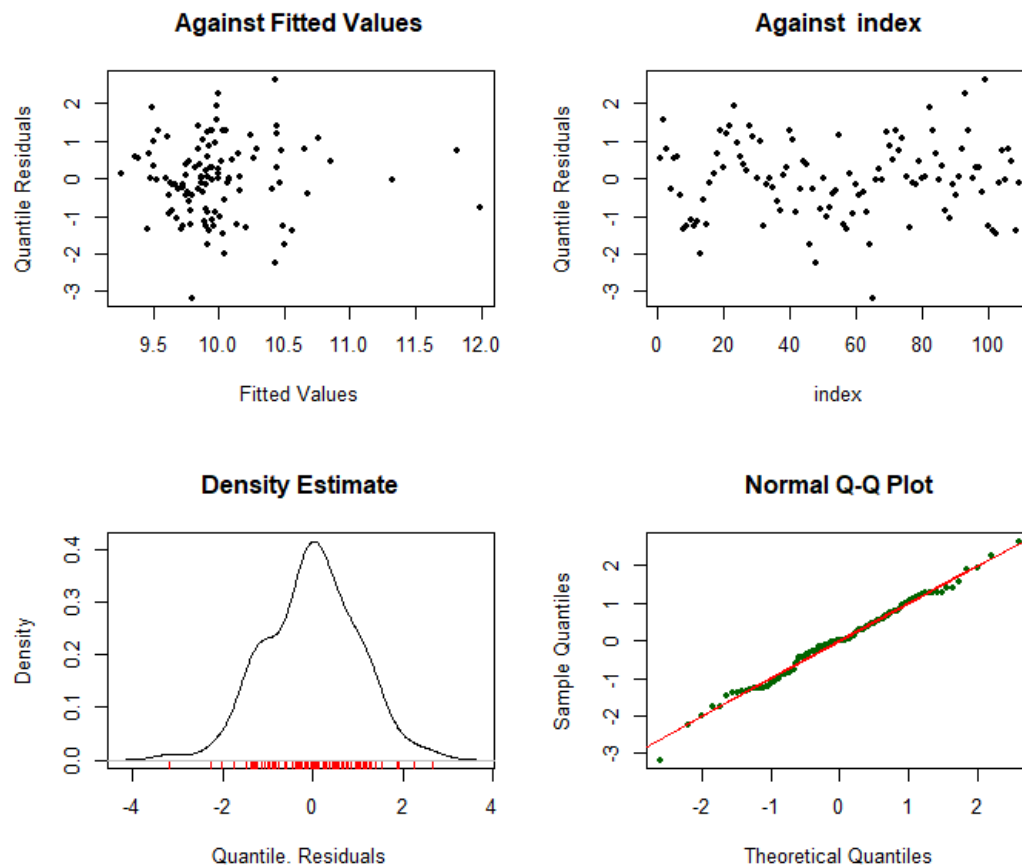 Against Fitted Values
Quantile Residuals
2
1
0
-1
-2
-3
9.5 10.0 10.5 11.0 11.5 12.0
Fitted Values
Against index
Quantile Residuals
2
1
0
-1
-2
-3
0 20 40 60 80 100
index
Density Estimate
Density
0.4
0.3
0.2
0.1
0.0
-4 -2 0 2 4
Quantile. Residuals
Normal Q-Q Plot
Sample Quantiles
2
1
0
-1
-2
-3
-2 -1 0 1 2
Theoretical Quantiles